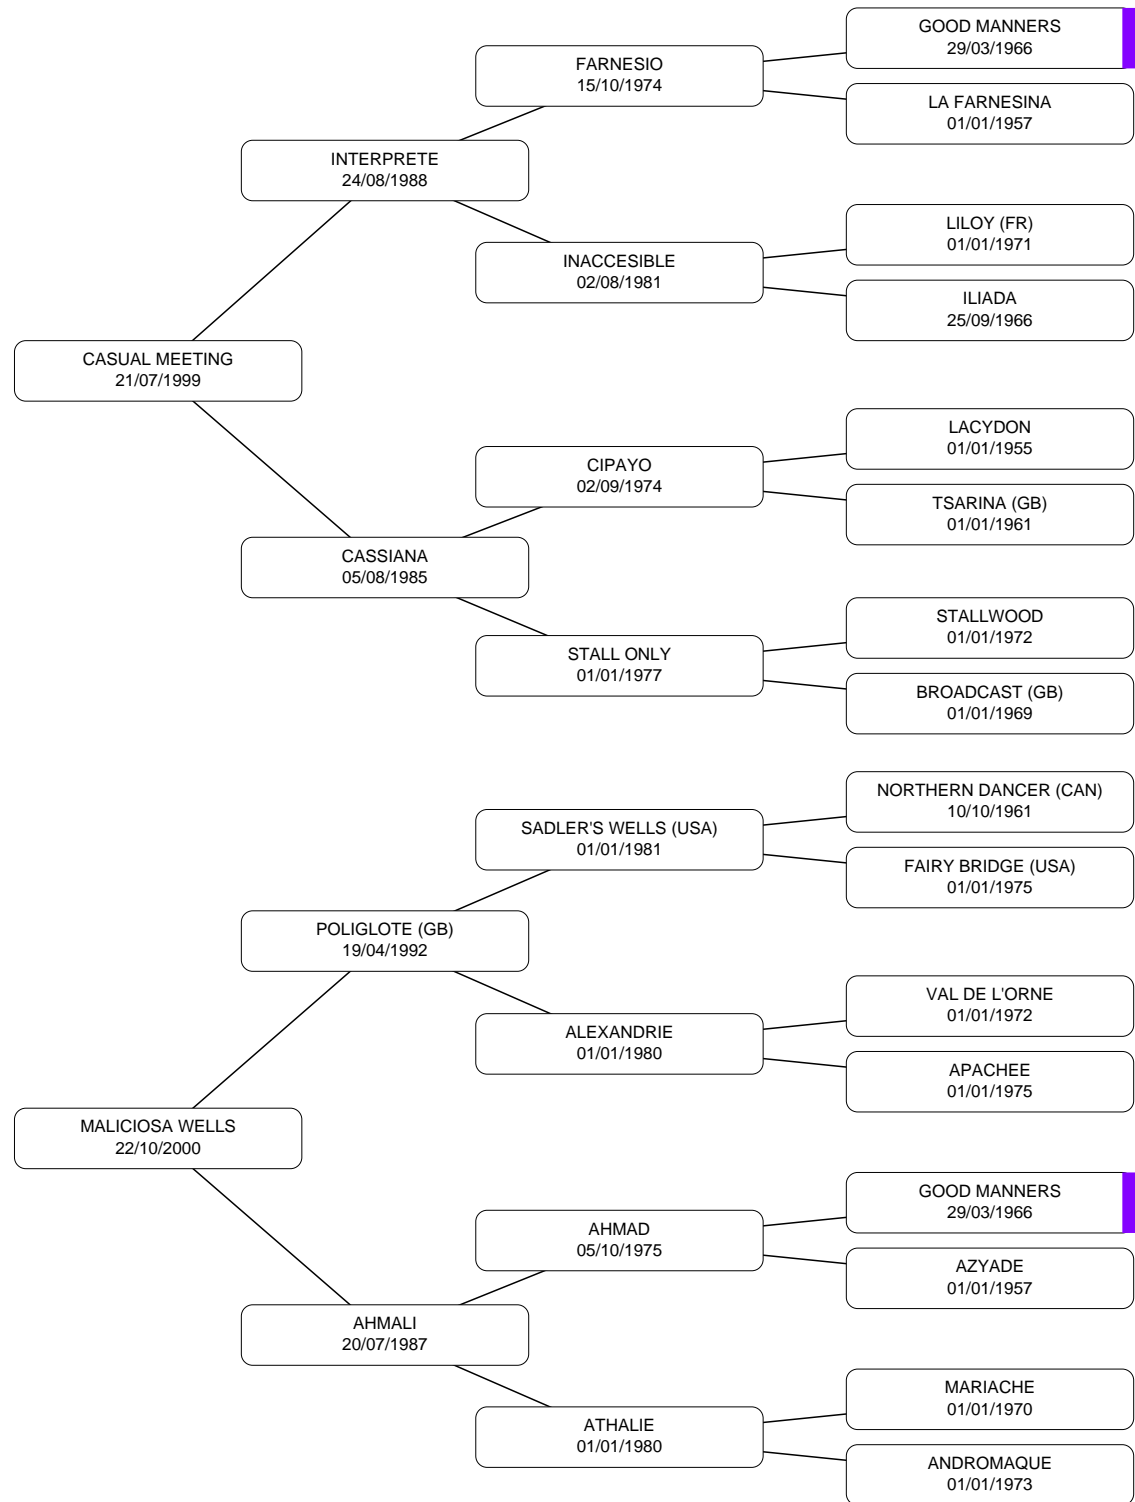 GOOD MANNERS
29/03/1966
FARNESIO
15/10/1974
LA FARNESINA
01/01/1957
INTERPRETE
24/08/1988
LILOY (FR)
01/01/1971
INACCESIBLE
02/08/1981
ILIADA
25/09/1966
CASUAL MEETING
21/07/1999
LACYDON
01/01/1955
CIPAYO
02/09/1974
TSARINA (GB)
01/01/1961
CASSIANA
05/08/1985
STALLWOOD
01/01/1972
STALL ONLY
01/01/1977
BROADCAST (GB)
01/01/1969
NORTHERN DANCER (CAN)
10/10/1961
SADLER'S WELLS (USA)
01/01/1981
FAIRY BRIDGE (USA)
01/01/1975
POLIGLOTE (GB)
19/04/1992
VAL DE L'ORNE
01/01/1972
ALEXANDRIE
01/01/1980
APACHEE
01/01/1975
MALICIOSA WELLS
22/10/2000
GOOD MANNERS
29/03/1966
AHMAD
05/10/1975
AZYADE
01/01/1957
AHMALI
20/07/1987
MARIACHE
01/01/1970
ATHALIE
01/01/1980
ANDROMAQUE
01/01/1973